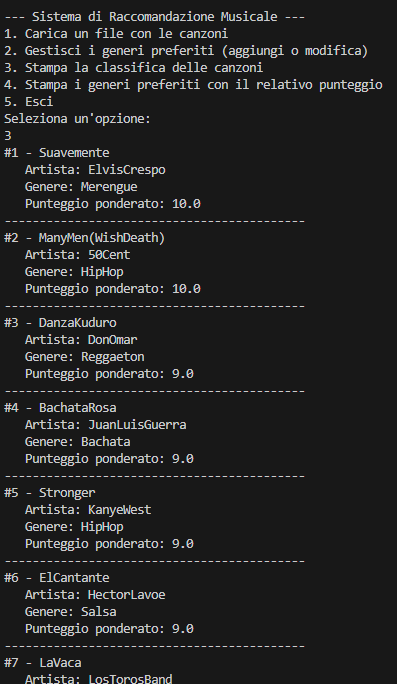 --- Sistema di Raccomandazione Musicale ---
1. Carica un file con le canzoni
2. Gestisci i generi preferiti (aggiungi o modifica)
3. Stampa la classifica delle canzoni
4. Stampa i generi preferiti con il relativo punteggio
5. Esci
Seleziona un'opzione:
3
#1 - Suavemente
   Artista: ElvisCrespo
   Genere: Merengue
   Punteggio ponderato: 10.0
-----------------------------------------
#2 - ManyMen(WishDeath)
   Artista: 50Cent
   Genere: HipHop
   Punteggio ponderato: 10.0
-----------------------------------------
#3 - DanzaKuduro
   Artista: DonOmar
   Genere: Reggaeton
   Punteggio ponderato: 9.0
-----------------------------------------
#4 - BachataRosa
   Artista: JuanLuisGuerra
   Genere: Bachata
   Punteggio ponderato: 9.0
-----------------------------------------
#5 - Stronger
   Artista: KanyeWest
   Genere: HipHop
   Punteggio ponderato: 9.0
-----------------------------------------
#6 - ElCantante
   Artista: HectorLavoe
   Genere: Salsa
   Punteggio ponderato: 9.0
-----------------------------------------
#7 - LaVaca
   Artista: LosTorosBand